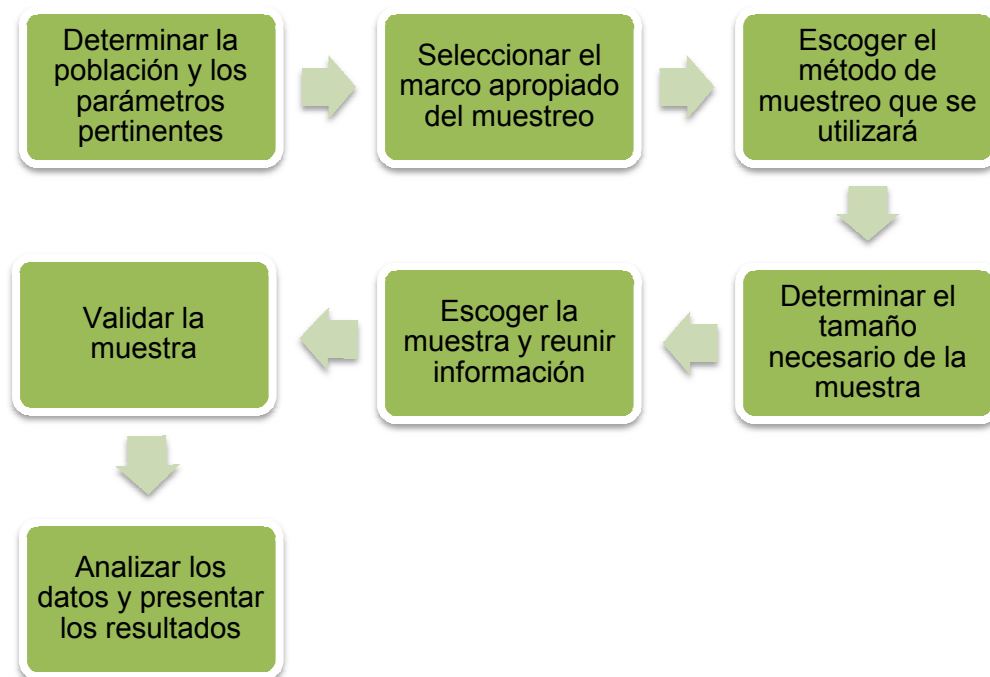 Determinar la
población y los
parámetros
pertinentes
Seleccionar el
marco apropiado
del muestreo
Escoger el
método de
muestreo que se
utilizará
Determinar el
tamaño
necesario de la
muestra
Escoger la
muestra y reunir
información
Validar la
muestra
Analizar los
datos y presentar
los resultados